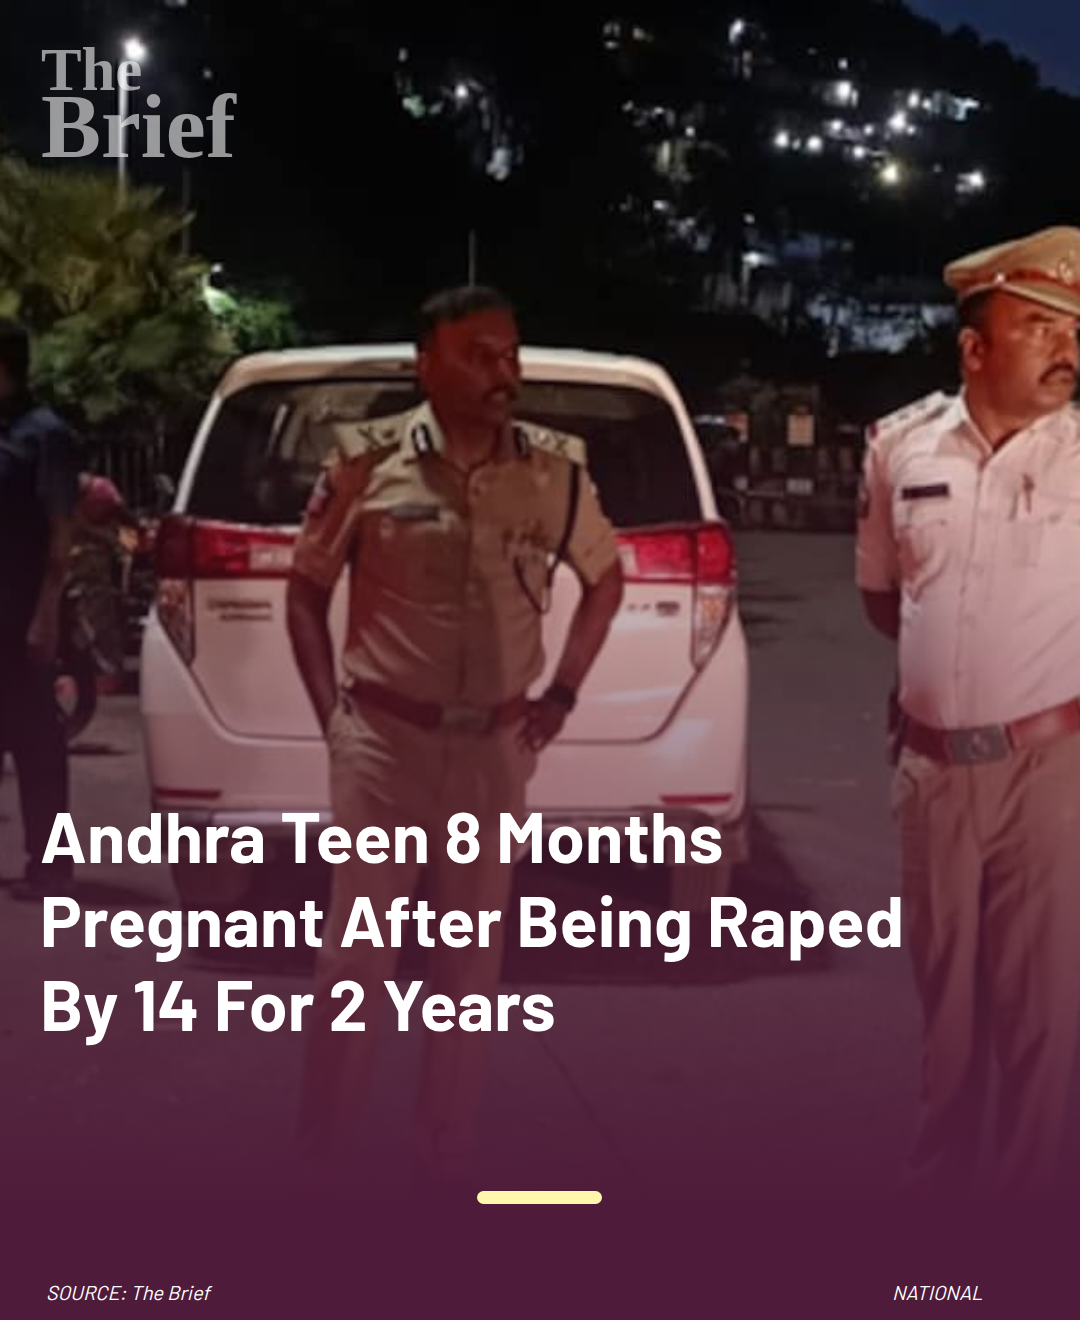 The
Brief
Andhra Teen 8 Months
Pregnant After Being Raped
By 14 For 2 Years
SOURCE: The Brief
NATIONAL